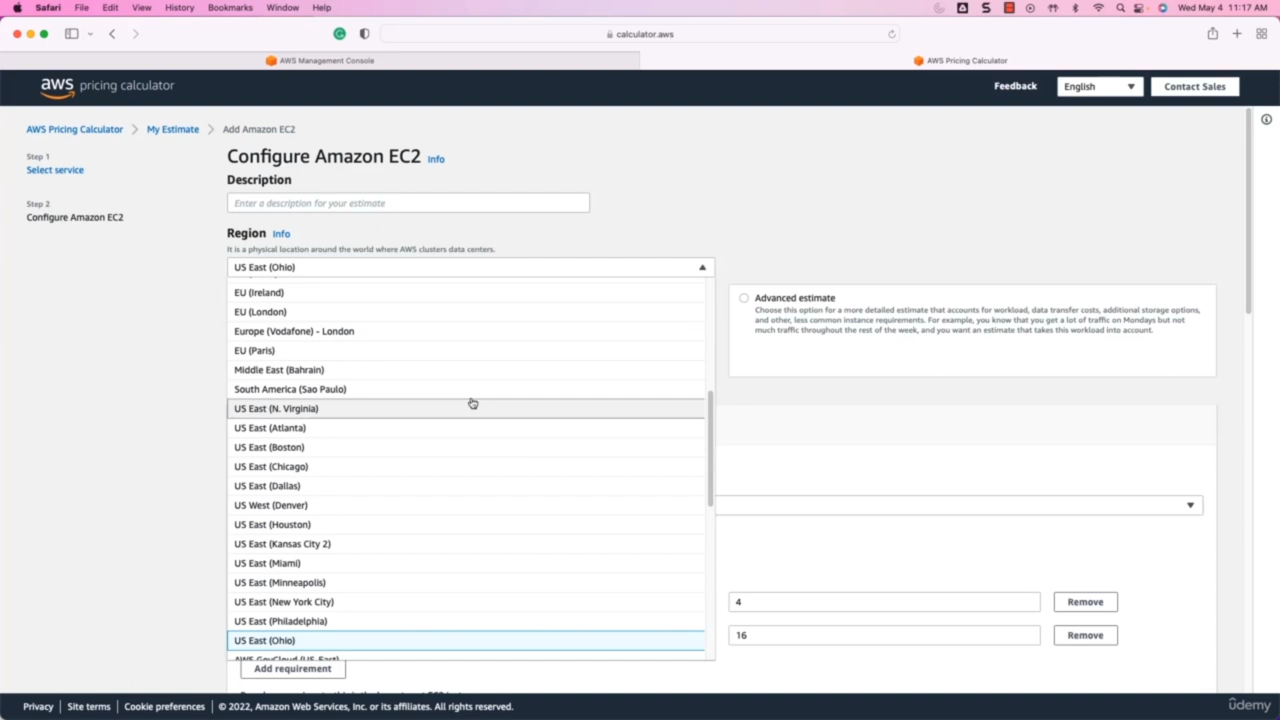 Safari File Edit View History Bookmarks Window Help Wed May 4 11:17 AM
calculator.aws
AWS Management Console AWS Pricing Calculator
aws pricing calculator Feedback English Contact Sales
AWS Pricing Calculator My Estimate Add Amazon EC2
Step 1
Select service
Step 2
Configure Amazon EC2
Configure Amazon EC2 Info
Description
Enter a description for your estimate
Region Info
It is a physical location around the world where AWS clusters data centers.
US East (Ohio)
EU (Ireland)
EU (London)
Europe (Vodafone) - London
EU (Paris)
Middle East (Bahrain)
South America (Sao Paulo)
US East (N. Virginia)
US East (Atlanta)
US East (Boston)
US East (Chicago)
US East (Dallas)
US West (Denver)
US East (Houston)
US East (Kansas City 2)
US East (Miami)
US East (Minneapolis)
US East (New York City)
US East (Philadelphia)
US East (Ohio)
AWS GovCloud (US-East)
Advanced estimate
Choose this option for a more detailed estimate that accounts for workload, data transfer costs, additional storage options,
and other, less common instance requirements. For example, you know that you get a lot of traffic on Mondays but not
much traffic throughout the rest of the week, and you want an estimate that takes this workload into account.
4 Remove
16 Remove
Add requirement
Privacy | Site terms | Cookie preferences | © 2022, Amazon Web Services, Inc. or its affiliates. All rights reserved.
ûdemy